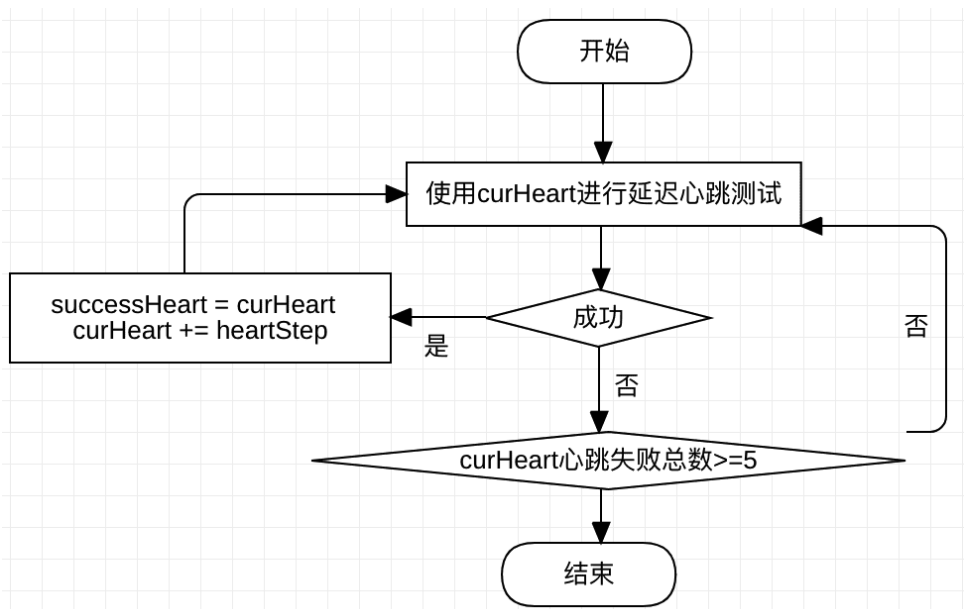 开始
使用curHeart进行延迟心跳测试
successHeart = curHeart
curHeart += heartStep
成功
是
否
否
curHeart心跳失败总数>=5
结束